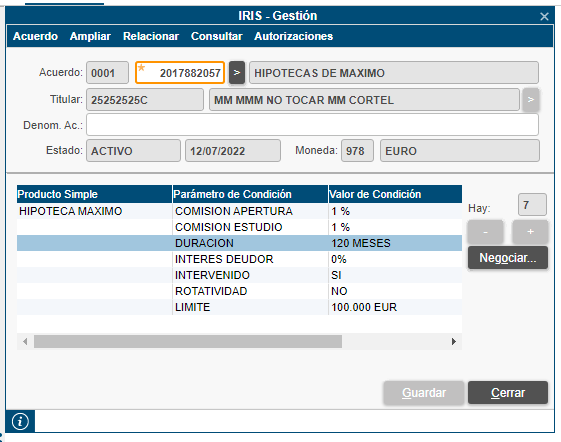 IRIS - Gestión
Acuerdo Ampliar Relacionar Consultar Autorizaciones
Acuerdo: 0001 2017882057 > HIPOTECAS DE MAXIMO
Titular: 25252525C MM MMM NO TOCAR MM CORTEL >
Denom. Ac.:
Estado: ACTIVO 12/07/2022 Moneda: 978 EURO
Producto Simple Parámetro de Condición Valor de Condición
HIPOTECA MAXIMO COMISION APERTURA 1 %
COMISION ESTUDIO 1 %
DURACION 120 MESES
INTERES DEUDOR 0%
INTERVENIDO SI
ROTATIVIDAD NO
LIMITE 100.000 EUR
Hay: 7
- +
Negociar...
Guardar Cerrar